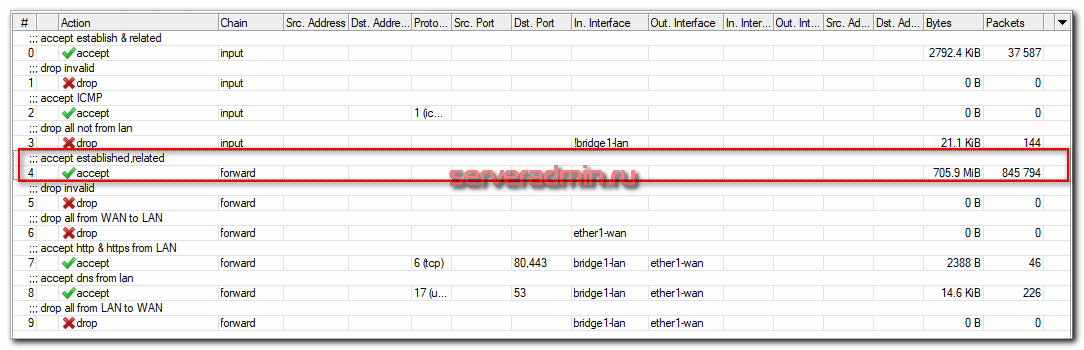 # Action Chain Src. Address Dst. Addre... Proto... Src. Port Dst. Port In. Interface Out. Interface In. Inter... Out. Int... Src. Ad... Dst. Ad... Bytes Packets
;;; accept establish & related
0 accept input 2792.4 KiB 37 587
;;; drop invalid
1 drop input 0 B 0
;;; accept ICMP
2 accept input 1 (ic... 0 B 0
;;; drop all not from lan
3 drop input !bridge1-lan 21.1 KiB 144
;;; accept established,related
4 accept forward 705.9 MiB 845 794
serveradmin.ru
;;; drop invalid
5 drop forward 0 B 0
;;; drop all from WAN to LAN
6 drop forward ether1-wan 0 B 0
;;; accept http & https from LAN
7 accept forward 6 (tcp) 80,443 bridge1-lan ether1-wan 2388 B 46
;;; accept dns from lan
8 accept forward 17 (u... 53 bridge1-lan ether1-wan 14.6 KiB 226
;;; drop all from LAN to WAN
9 drop forward bridge1-lan ether1-wan 0 B 0